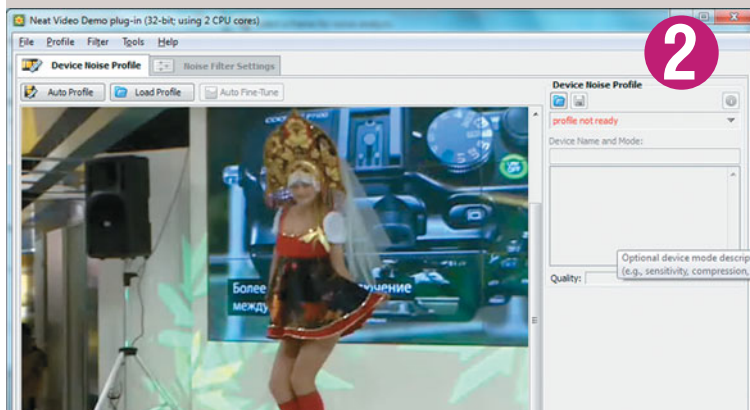 Neat Video Demo plug-in (32-bit; using 2 CPU cores)
2
File Profile Filter Tools Help
Device Noise Profile
Noise Filter Settings
Auto Profile
Load Profile
Auto Fine-Tune
Device Noise Profile
profile not ready
Device Name and Mode:
Optional device mode descrip
(e.g., sensitivity, compression,
Quality:
Более
ключение
между